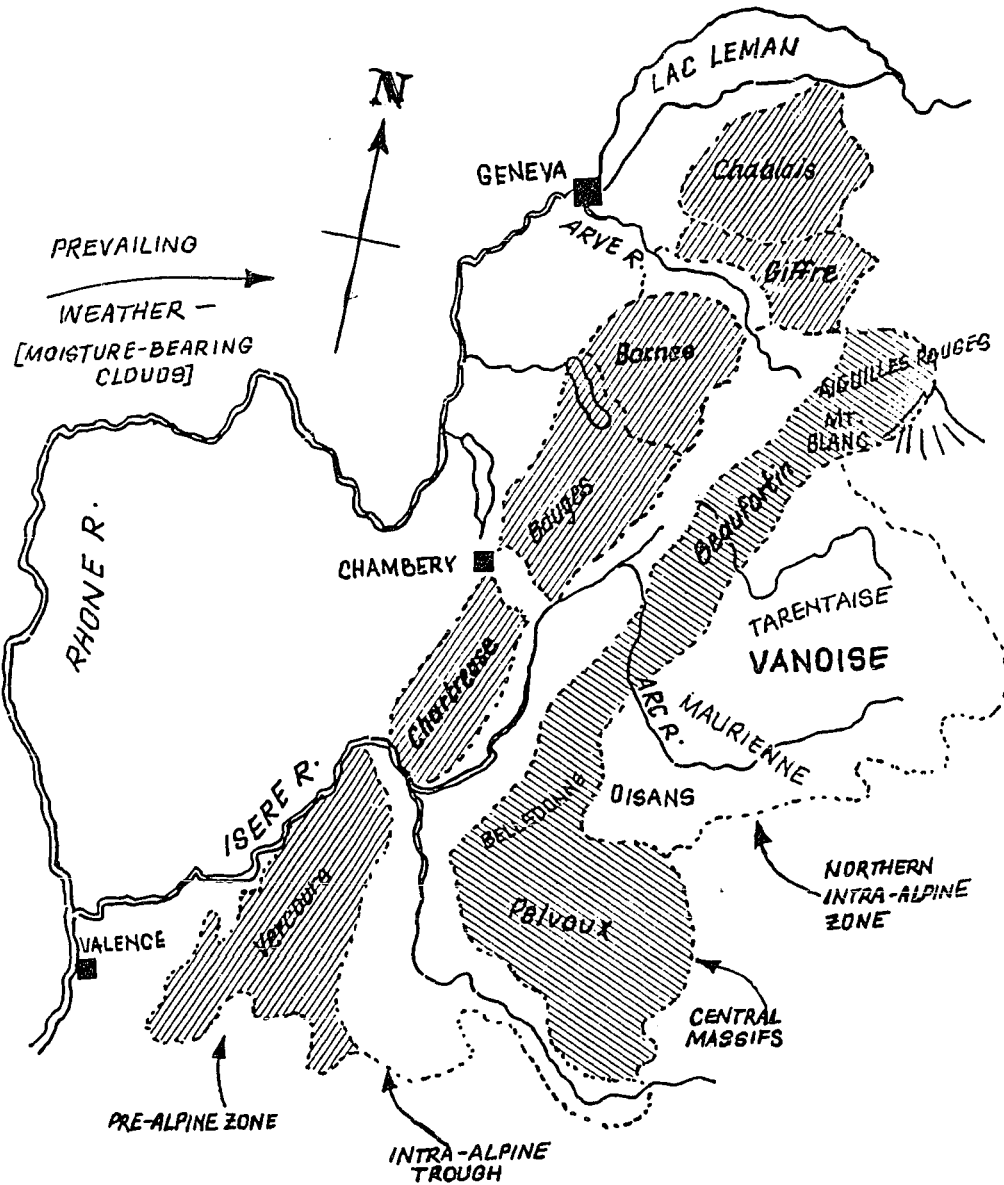 LAC LEMAN
N
GENEVA
Chablais
ARVE R.
PREVAILING
WEATHER —
[MOISTURE-BEARING
CLOUDS]
Giffre
Bornes
AIGUILLES ROUGES
MT.
BLANC
Beaufortin
Bauges
CHAMBERY
RHONE R.
TARENTAISE
VANOISE
Chartreuse
ARC R.
MAURIENNE
ISERE R.
OISANS
BELLEDONNE
NORTHERN
INTRA-ALPINE
ZONE
Pelvoux
Vercours
VALENCE
CENTRAL
MASSIFS
PRE-ALPINE ZONE
INTRA-ALPINE
TROUGH